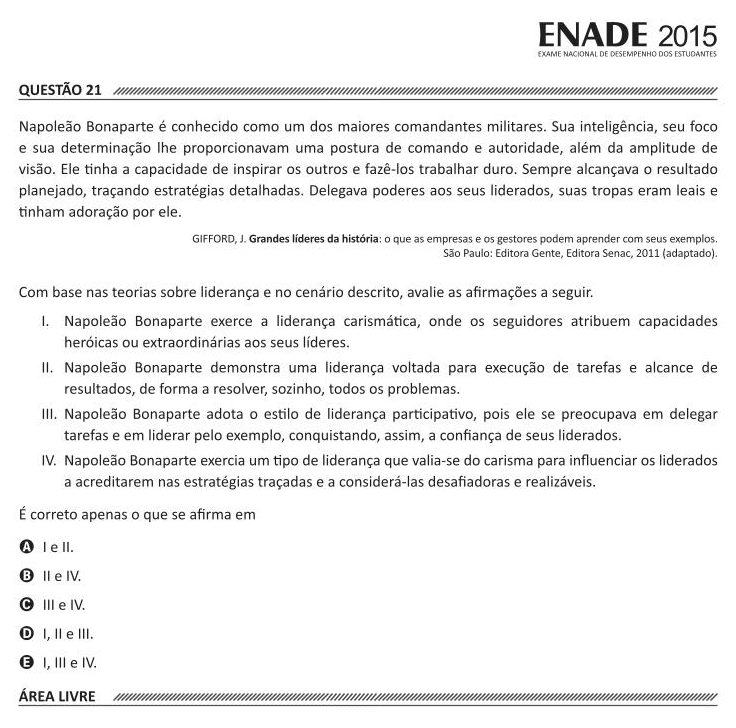 ENADE 2015
EXAME NACIONAL DE DESEMPENHO DOS ESTUDANTES
QUESTÃO 21
Napoleão Bonaparte é conhecido como um dos maiores comandantes militares. Sua inteligência, seu foco
e sua determinação lhe proporcionavam uma postura de comando e autoridade, além da amplitude de
visão. Ele tinha a capacidade de inspirar os outros e fazê-los trabalhar duro. Sempre alcançava o resultado
planejado, traçando estratégias detalhadas. Delegava poderes aos seus liderados, suas tropas eram leais e
tinham adoração por ele.
GIFFORD, J. Grandes líderes da história: o que as empresas e os gestores podem aprender com seus exemplos.
São Paulo: Editora Gente, Editora Senac, 2011 (adaptado).
Com base nas teorias sobre liderança e no cenário descrito, avalie as afirmações a seguir.
I. Napoleão Bonaparte exerce a liderança carismática, onde os seguidores atribuem capacidades
heróicas ou extraordinárias aos seus líderes.
II. Napoleão Bonaparte demonstra uma liderança voltada para execução de tarefas e alcance de
resultados, de forma a resolver, sozinho, todos os problemas.
III. Napoleão Bonaparte adota o estilo de liderança participativo, pois ele se preocupava em delegar
tarefas e em liderar pelo exemplo, conquistando, assim, a confiança de seus liderados.
IV. Napoleão Bonaparte exercia um tipo de liderança que valia-se do carisma para influenciar os liderados
a acreditarem nas estratégias traçadas e a considerá-las desafiadoras e realizáveis.
É correto apenas o que se afirma em
A I e II.
B II e IV.
C III e IV.
D I, II e III.
E I, III e IV.
ÁREA LIVRE